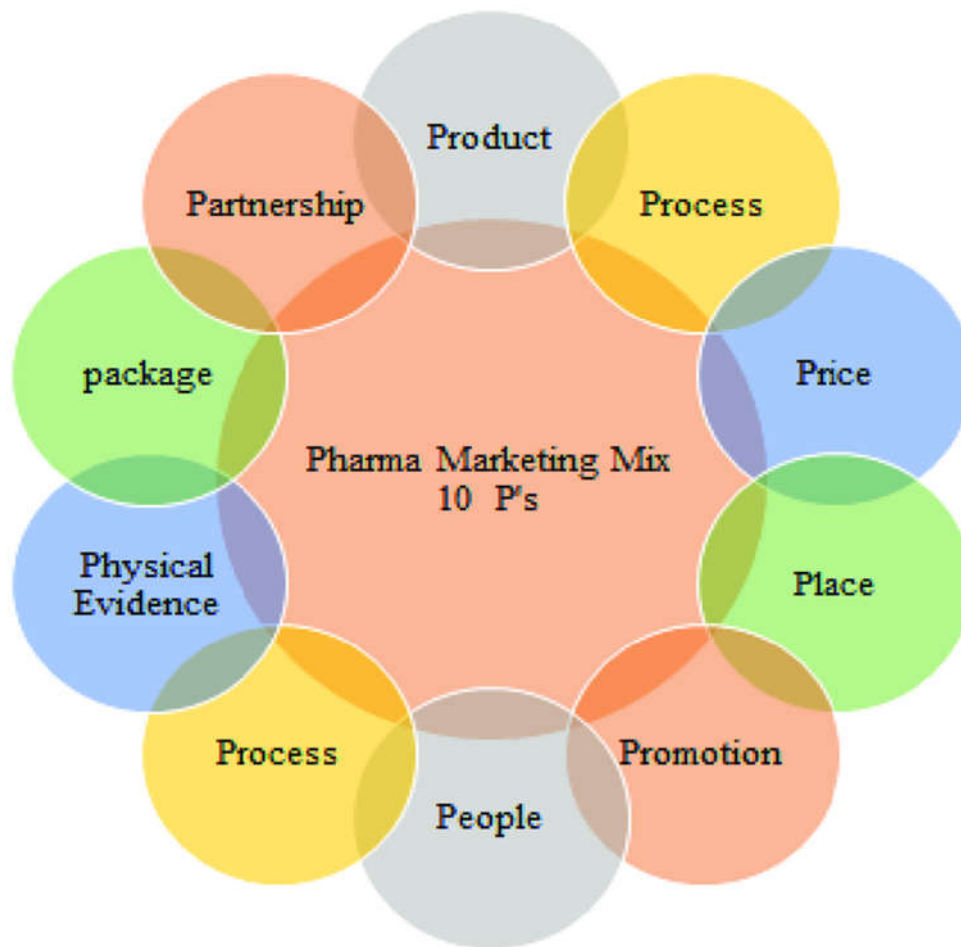 Product
Process
Price
Place
Promotion
People
Process
Physical
Evidence
package
Partnership
Pharma Marketing Mix
10 P's